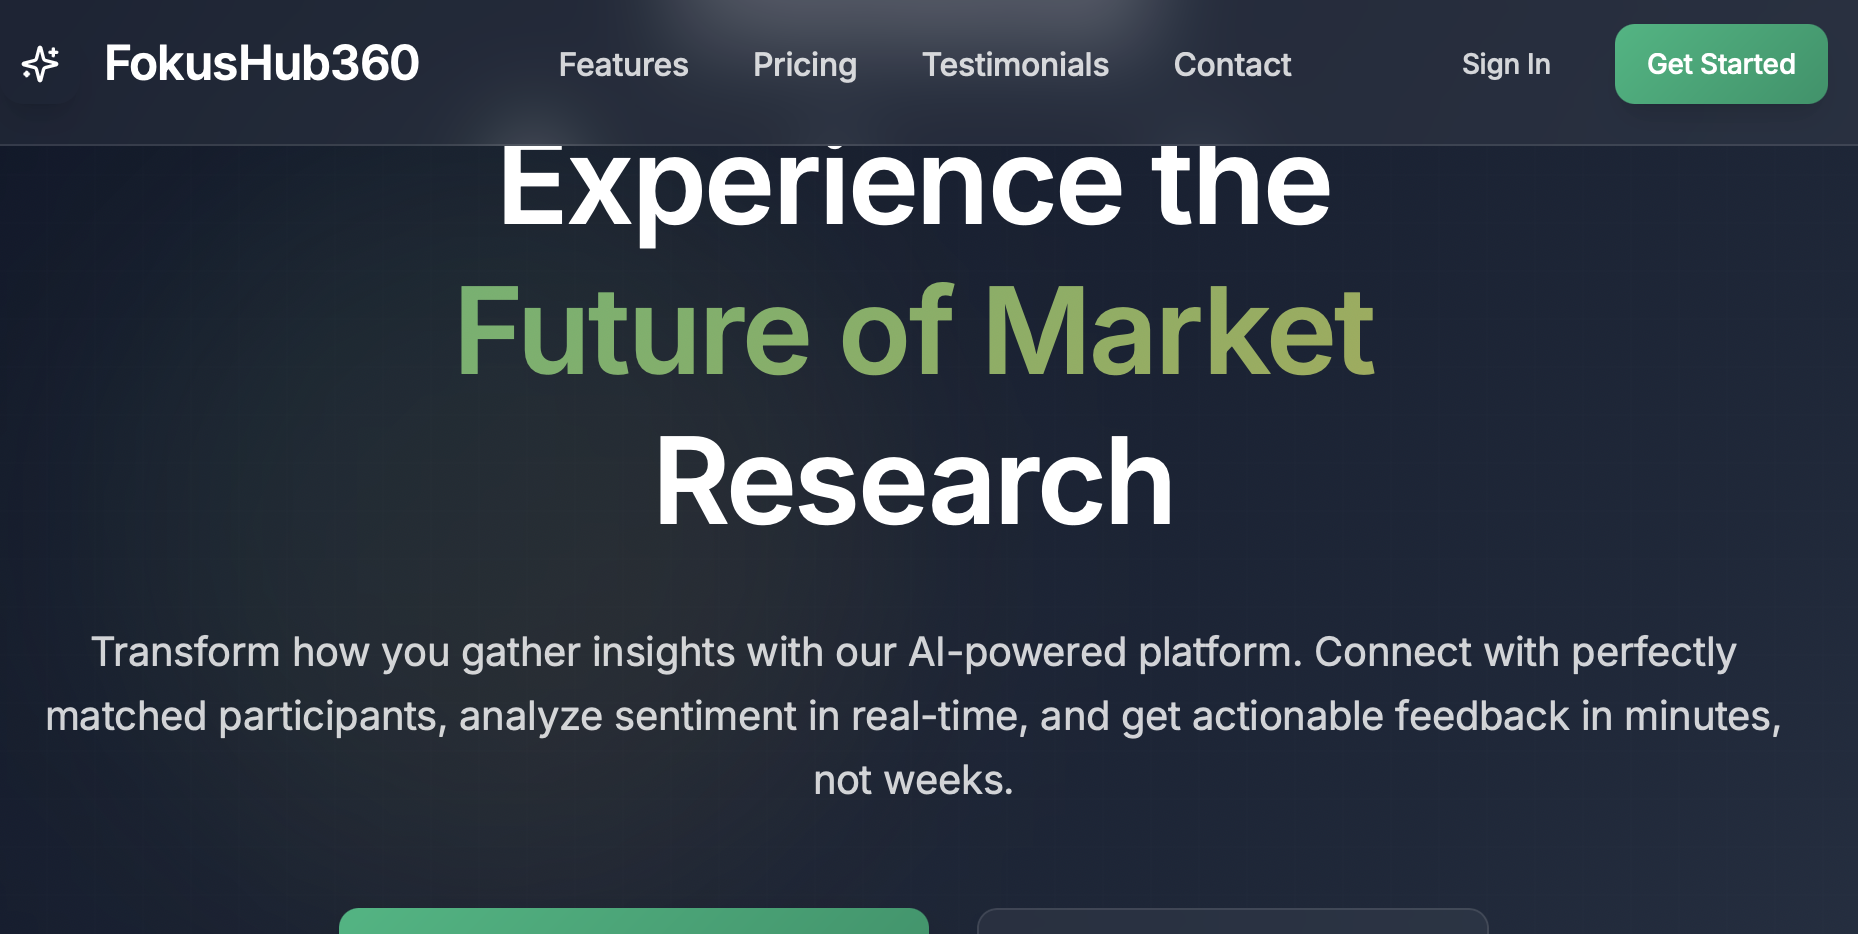 FokusHub360
Features
Pricing
Testimonials
Contact
Sign In
Get Started
Experience the
Future of Market
Research
Transform how you gather insights with our AI-powered platform. Connect with perfectly
matched participants, analyze sentiment in real-time, and get actionable feedback in minutes,
not weeks.